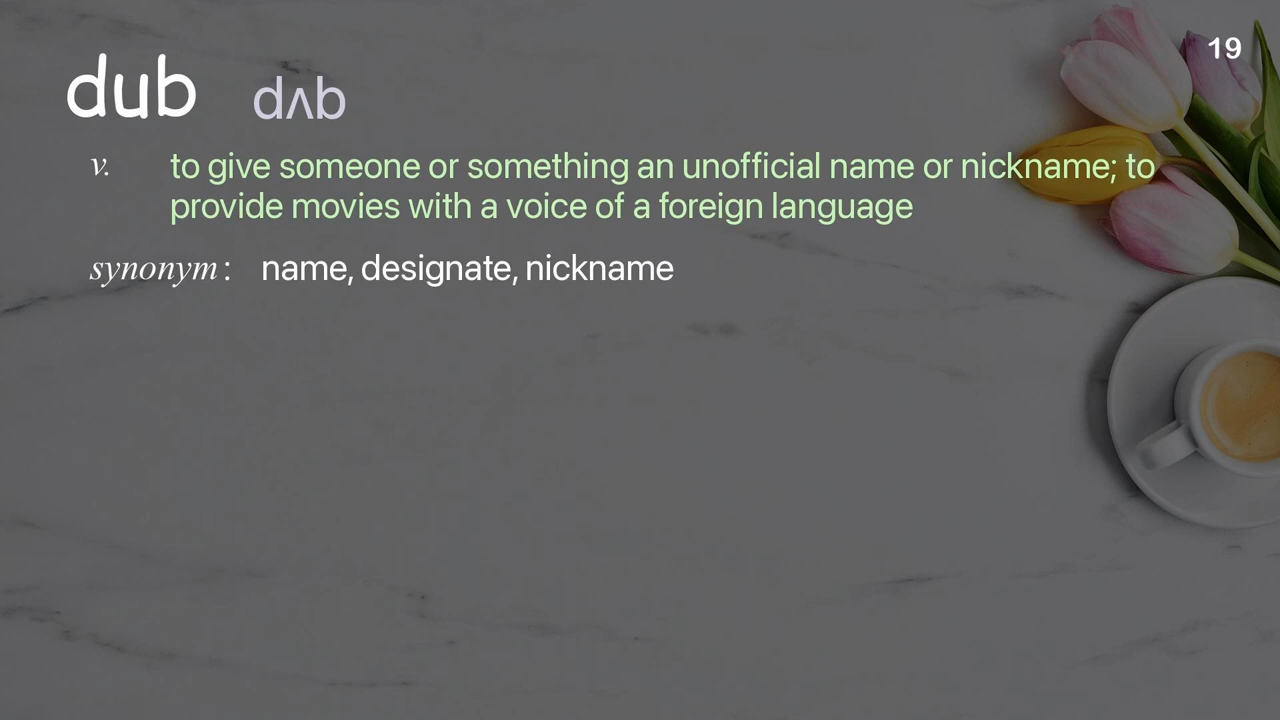 19
dub dʌb
v. to give someone or something an unofficial name or nickname; to
provide movies with a voice of a foreign language
synonym : name, designate, nickname